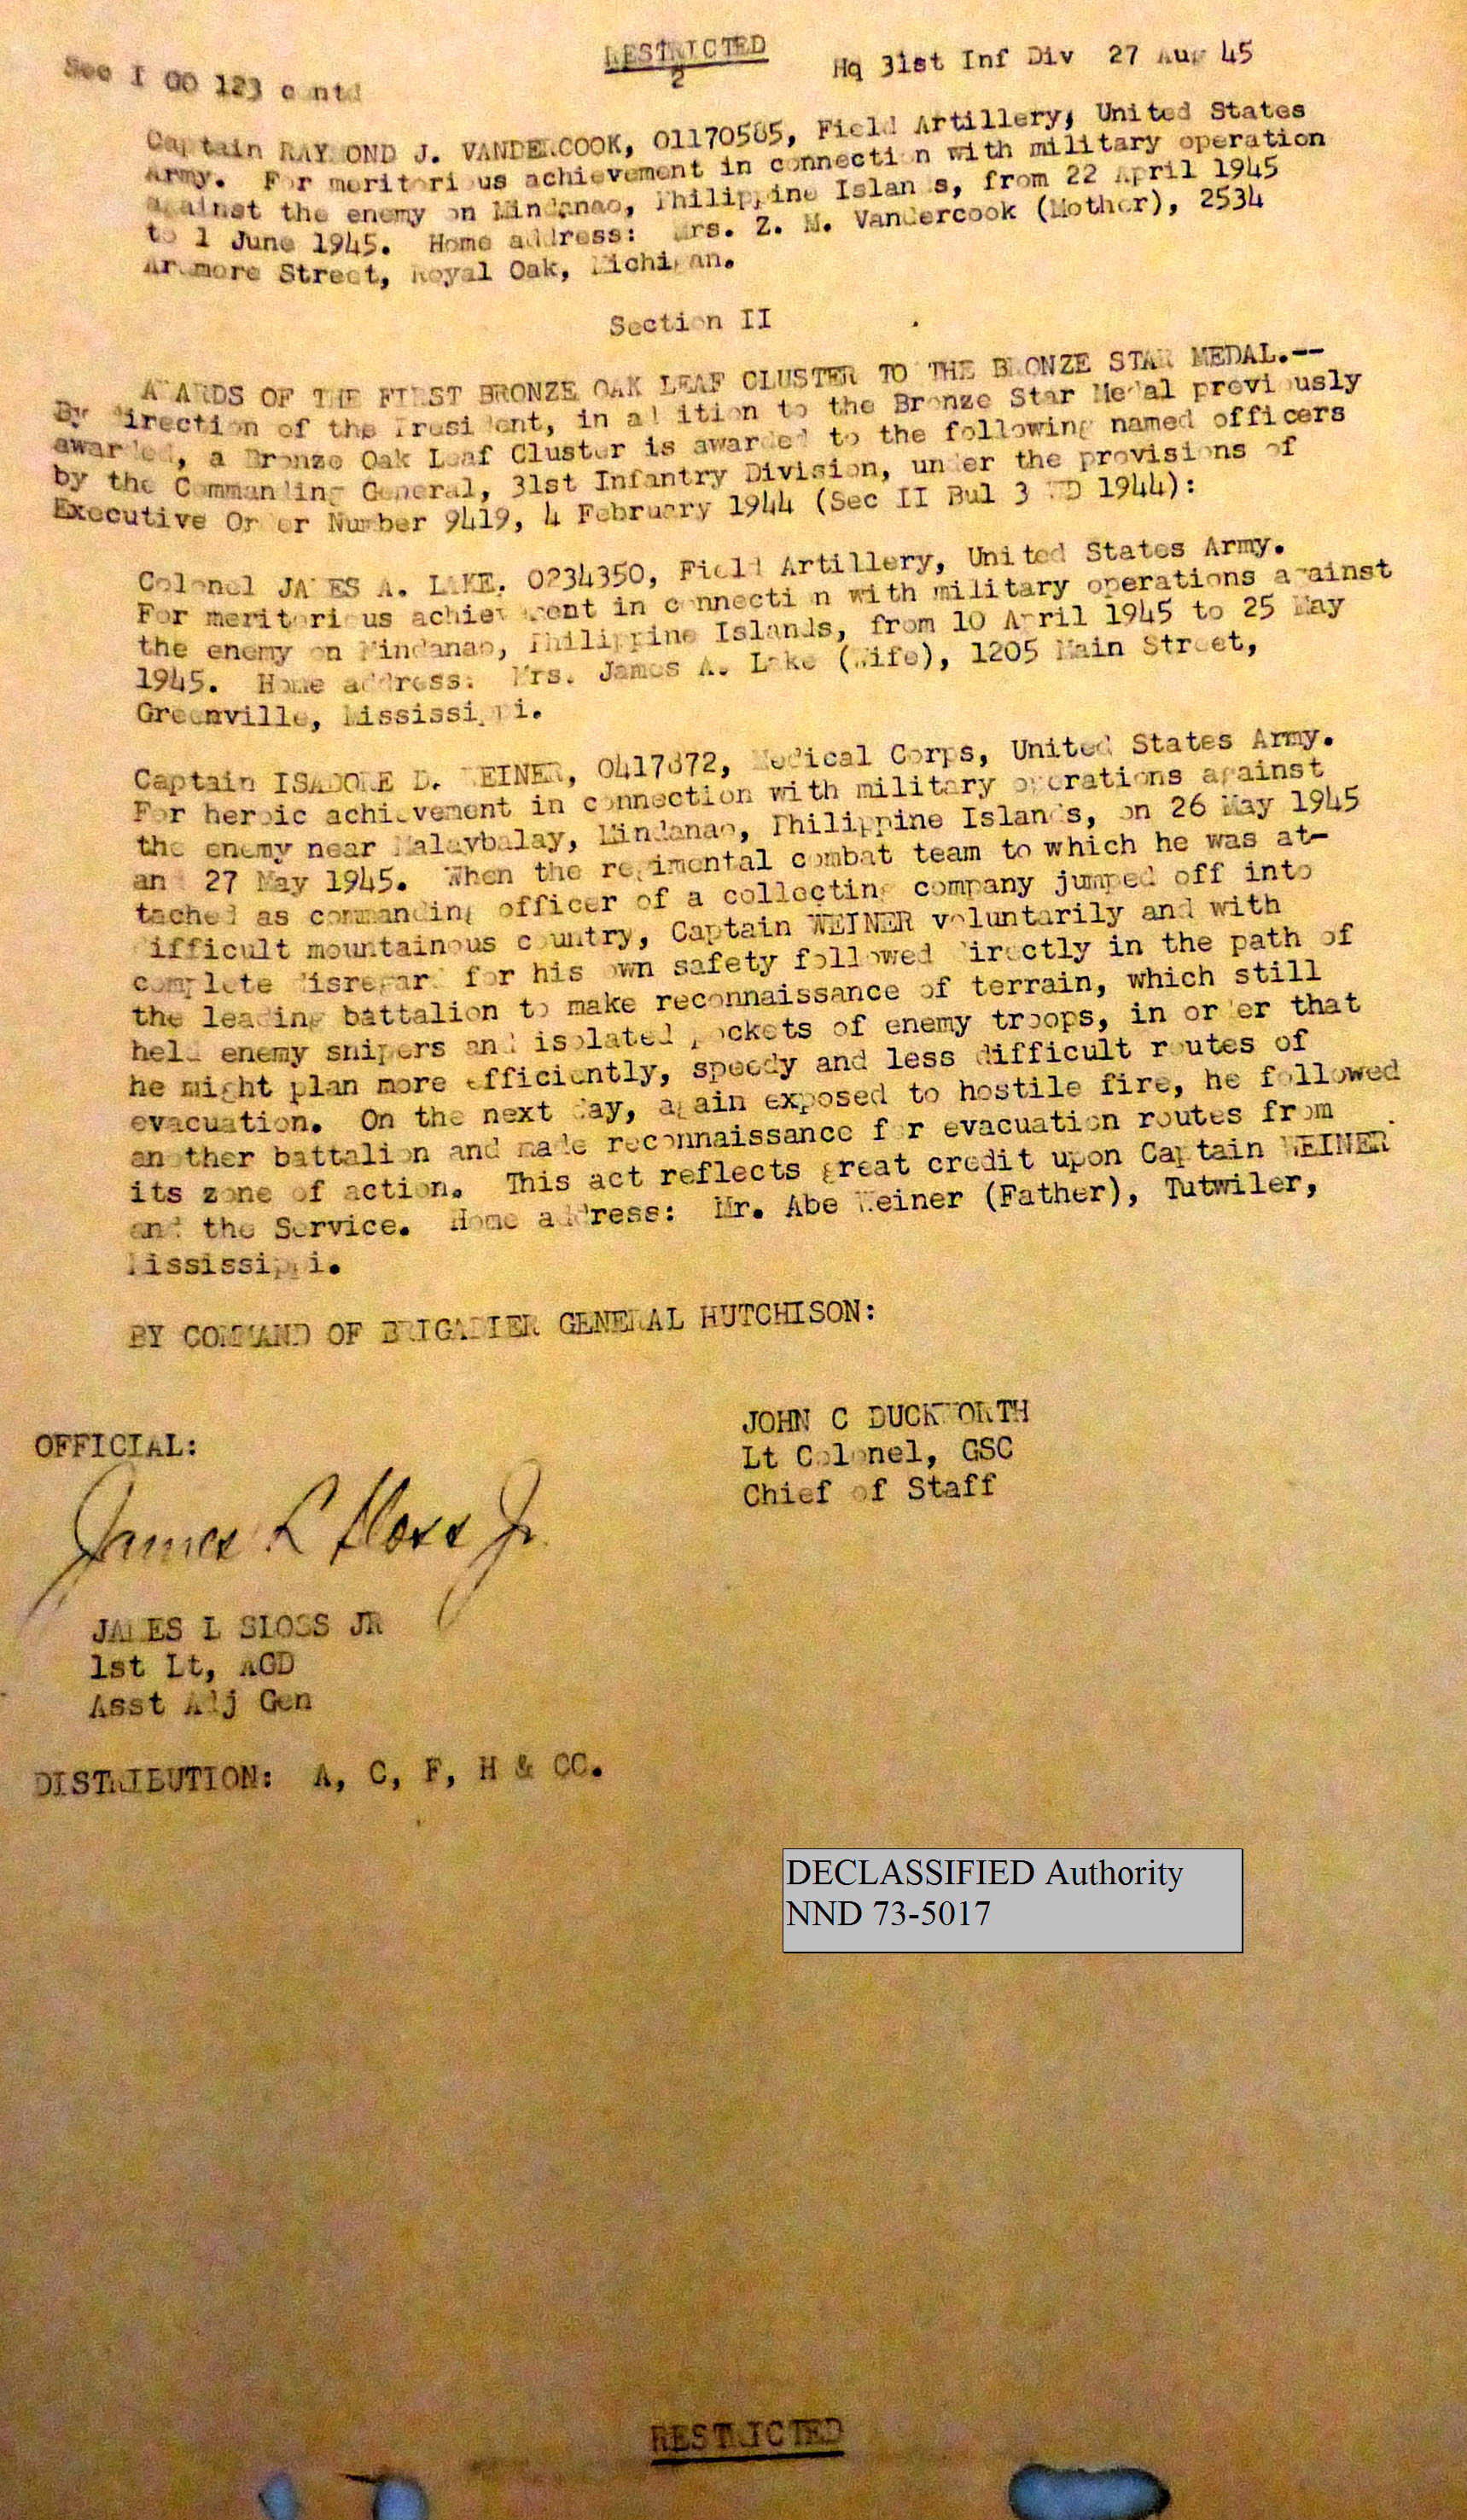 RESTRICTED
2
Hq 31st Inf Div 27 Aug 45
Sec I GO 123 contd
Captain RAYMOND J. VANDERCOOK, O1170585, Field Artillery, United States
Army. For meritorious achievement in connection with military operation
against the enemy on Mindanao, Philippine Islands, from 22 April 1945
to 1 June 1945. Home address: Mrs. Z. M. Vandercook (Mother), 2534
Ardmore Street, Royal Oak, Michigan.
Section II
AWARDS OF THE FIRST BRONZE OAK LEAF CLUSTER TO THE BRONZE STAR MEDAL.--
By direction of the President, in addition to the Bronze Star Medal previously
awarded, a Bronze Oak Leaf Cluster is awarded to the following named officers
by the Commanding General, 31st Infantry Division, under the provisions of
Executive Order Number 9419, 4 February 1944 (Sec II Bul 3 WD 1944):
Colonel JAMES A. LAKE, O234350, Field Artillery, United States Army.
For meritorious achievement in connection with military operations against
the enemy on Mindanao, Philippine Islands, from 10 April 1945 to 25 May
1945. Home address: Mrs. James A. Lake (Wife), 1205 Main Street,
Greenville, Mississippi.
Captain ISADORE D. WEINER, O417872, Medical Corps, United States Army.
For heroic achievement in connection with military operations against
the enemy near Malaybalay, Mindanao, Philippine Islands, on 26 May 1945
and 27 May 1945. When the regimental combat team to which he was at-
tached as commanding officer of a collecting company jumped off into
difficult mountainous country, Captain WEINER voluntarily and with
complete disregard for his own safety followed directly in the path of
the leading battalion to make reconnaissance of terrain, which still
held enemy snipers and isolated pockets of enemy troops, in order that
he might plan more efficiently, speedy and less difficult routes of
evacuation. On the next day, again exposed to hostile fire, he followed
another battalion and made reconnaissance for evacuation routes from
its zone of action. This act reflects great credit upon Captain WEINER
and the Service. Home address: Mr. Abe Weiner (Father), Tutwiler,
Mississippi.
BY COMMAND OF BRIGADIER GENERAL HUTCHISON:
JOHN C DUCKWORTH
Lt Colonel, GSC
Chief of Staff
OFFICIAL:
James L Sloss Jr.
JAMES L SLOSS JR
1st Lt, AGD
Asst Adj Gen
DISTRIBUTION: A, C, F, H & CC.
DECLASSIFIED Authority
NND 73-5017
RESTRICTED